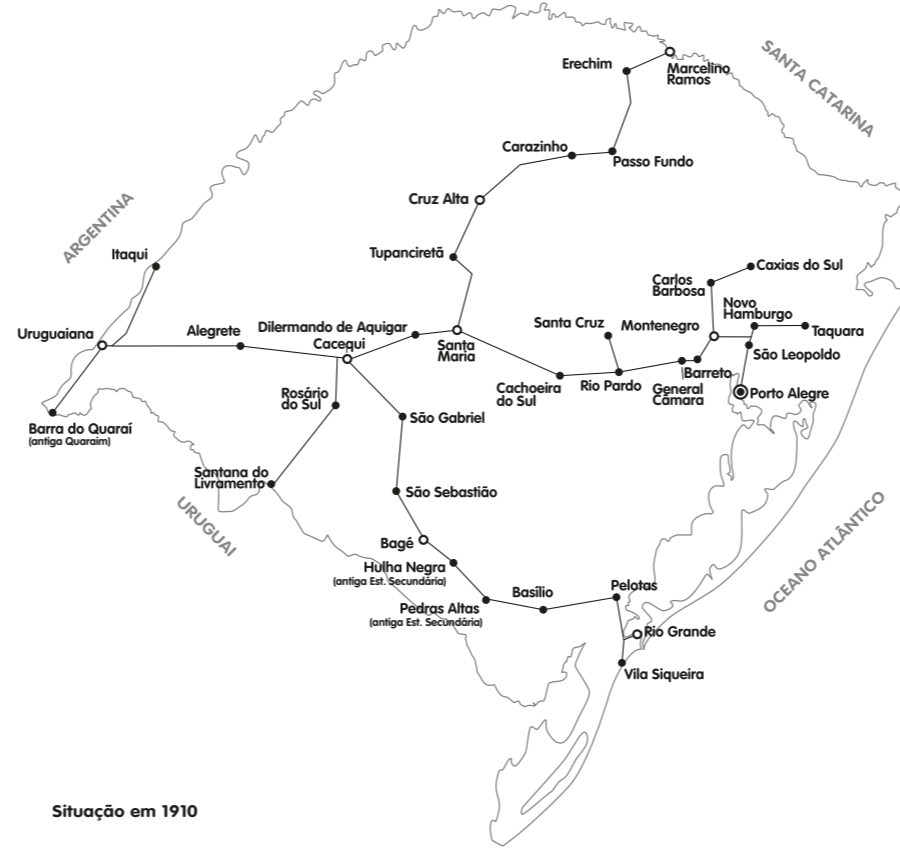 SANTA CATARINA
Erechim
Marcelino
Ramos
Carazinho
Passo Fundo
Cruz Alta
ARGENTINA
Itaqui
Tupanciretã
Carlos
Barbosa
Caxias do Sul
Novo
Hamburgo
Uruguaiana
Alegrete
Dilermando de Aquigar
Cacequi
Santa
Maria
Santa Cruz
Montenegro
Taquara
São Leopoldo
Cachoeira
do Sul
Rio Pardo
General
Câmara
Barreto
Porto Alegre
Rosário
do Sul
São Gabriel
Barra do Quaraí
(antiga Quaraim)
Santana do
Livramento
São Sebastião
URUGUAI
Bagé
Hulha Negra
(antiga Est. Secundária)
Pedras Altas
(antiga Est. Secundária)
Basílio
Pelotas
Rio Grande
Vila Siqueira
OCEANO ATLÂNTICO
Situação em 1910